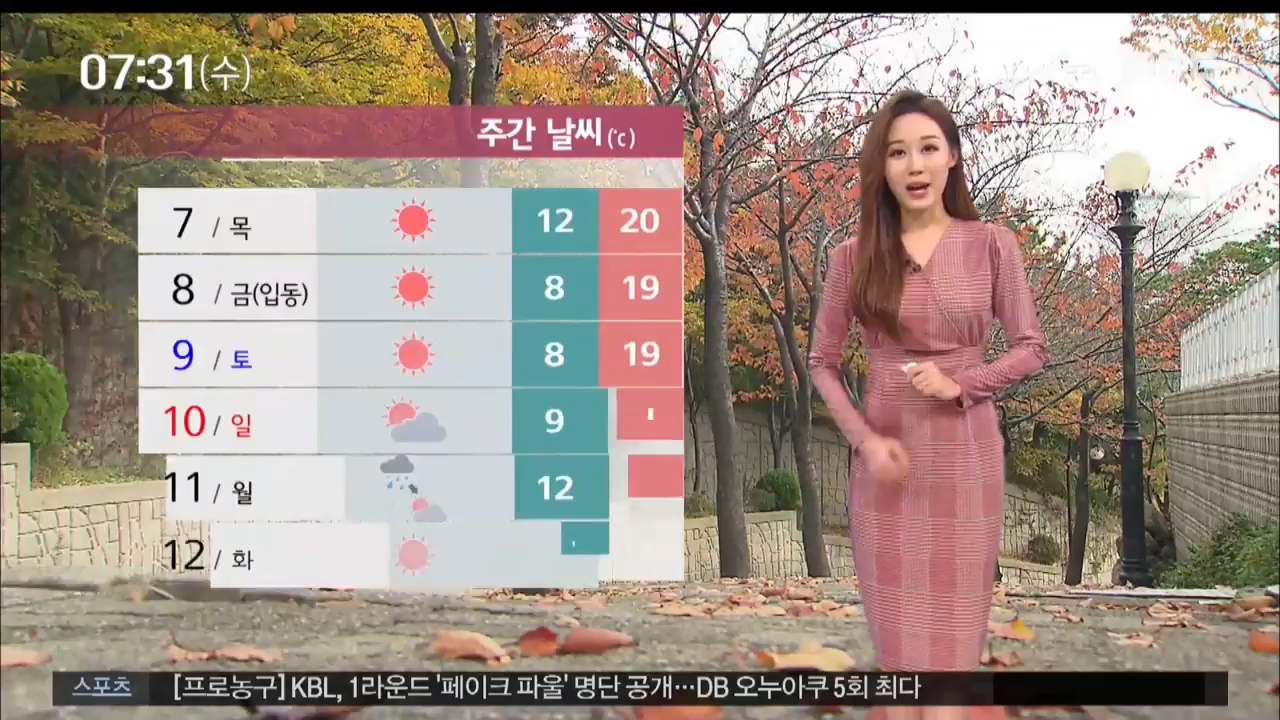 07:31(수)
주간 날씨(℃)
7 / 목 12 20
8 / 금(입동) 8 19
9 / 토 8 19
10 / 일 9
11 / 월 12
12 / 화
스포츠 [프로농구] KBL, 1라운드 '페이크 파울' 명단 공개…DB 오누아쿠 5회 최다